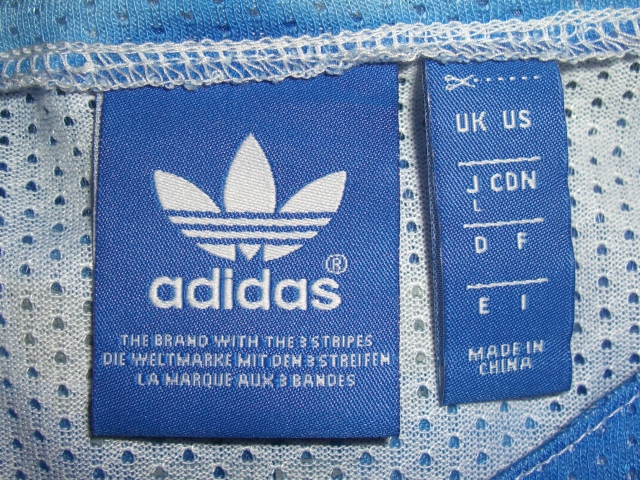 adidas®
THE BRAND WITH THE 3 STRIPES
DIE WELTMARKE MIT DEN 3 STREIFEN
LA MARQUE AUX 3 BANDES
UK US
J CDN
L
D F
E I
MADE IN
CHINA